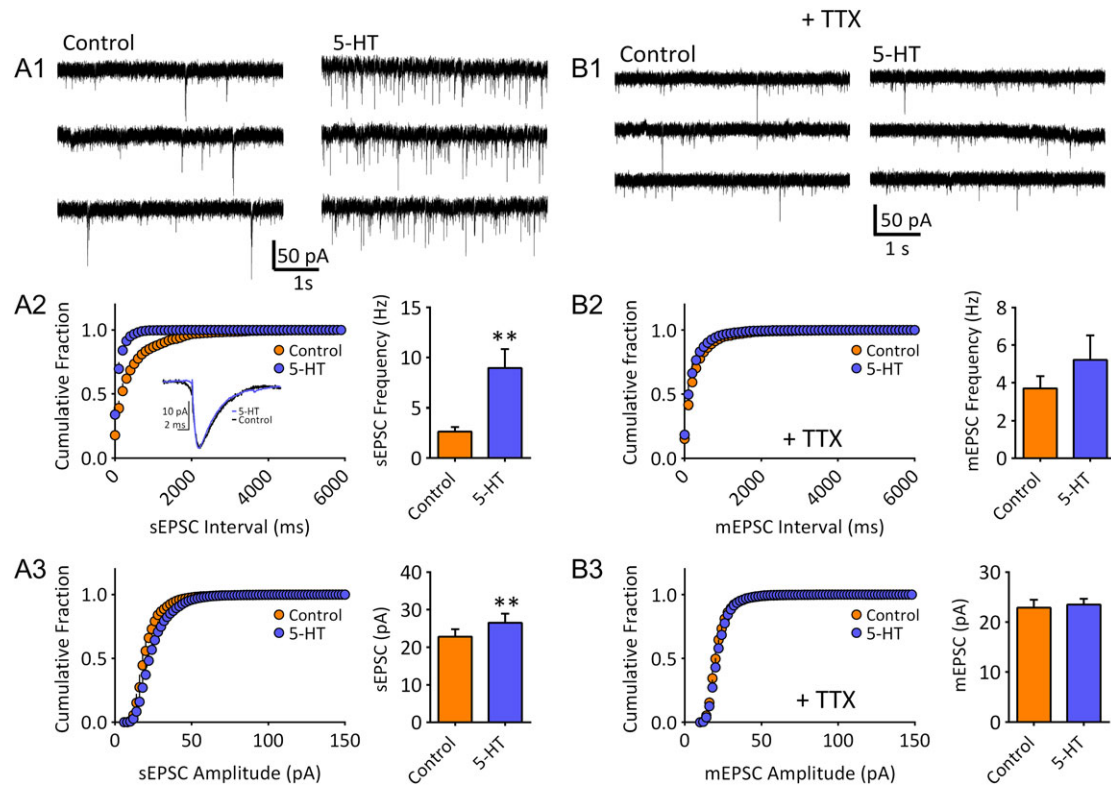 + TTX
A1
Control
5-HT
50 pA
1s
B1
Control
5-HT
50 pA
1 s
A2
Cumulative Fraction
1.0
0.5
0.0
Control
5-HT
10 pA
2 ms
5-HT
Control
0
2000
4000
6000
sEPSC Interval (ms)
sEPSC Frequency (Hz)
15
10
5
0
**
Control
5-HT
B2
Cumulative fraction
1.0
0.5
0.0
Control
5-HT
+ TTX
0
2000
4000
6000
mEPSC Interval (ms)
mEPSC Frequency (Hz)
8
6
4
2
0
Control
5-HT
A3
Cumulative Fraction
1.0
0.5
0.0
Control
5-HT
0
50
100
150
sEPSC Amplitude (pA)
sEPSC (pA)
40
30
20
10
0
**
Control
5-HT
B3
Cumulative Fraction
1.0
0.5
0.0
Control
5-HT
+ TTX
0
50
100
150
mEPSC Amplitude (pA)
mEPSC (pA)
30
20
10
0
Control
5-HT